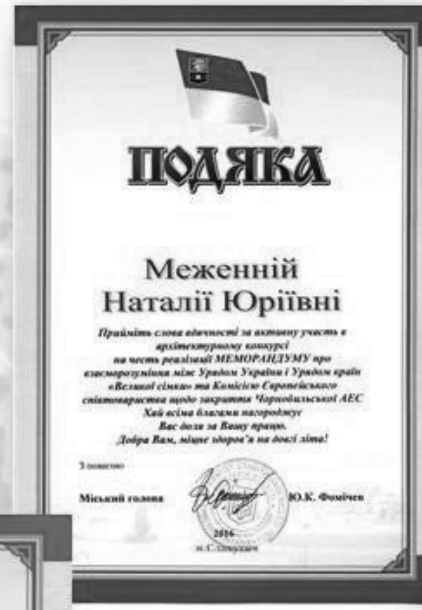 ПОДЯКА
Меженній
Наталії Юріївні
Прийміть слова вдячності за активну участь в
архітектурному конкурсі
на честь реалізації МЕМОРАНДУМУ про
взаєморозуміння між Урядом України і Урядом країн
«Великої сімки» та Комісією Європейського
співтовариства щодо закриття Чорнобильської АЕС
Хай всіма благами нагороджує
Вас доля за Вашу працю.
Добра Вам, міцне здоров'я на довгі літа!
З повагою
Міський голова Ю.К. Фомічев
2016
м. Славутич